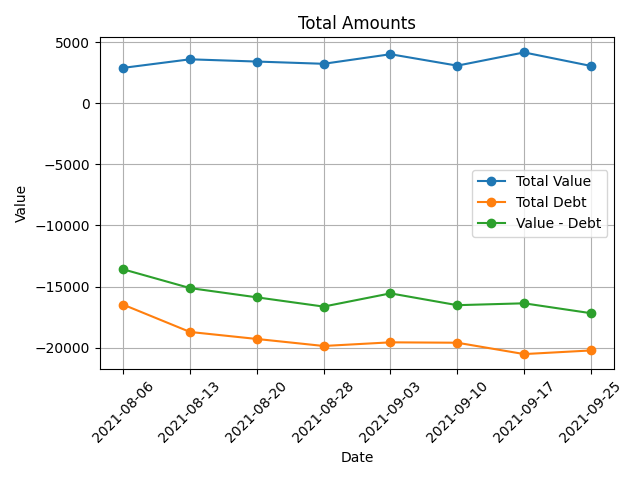 Total Amounts
5000
0
−5000
−10000
−15000
−20000
Value
Total Value
Total Debt
Value - Debt
2021-08-06
2021-08-13
2021-08-20
2021-08-28
2021-09-03
2021-09-10
2021-09-17
2021-09-25
Date